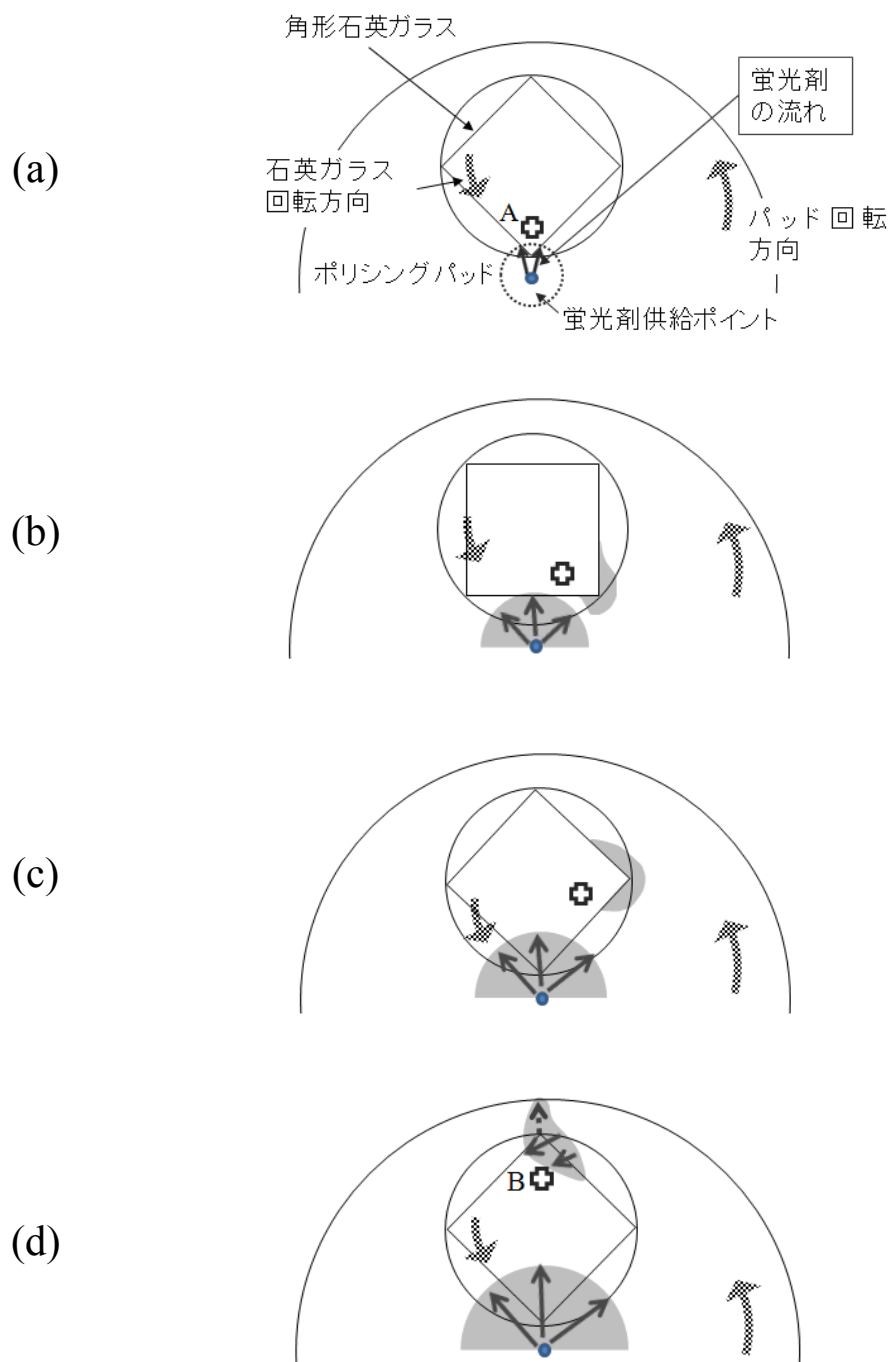 角形石英ガラス
蛍光剤
の流れ
(a)
石英ガラス
回転方向
A
パッド回転
方向
ポリシングパッド
蛍光剤供給ポイント
(b)
(c)
B
(d)